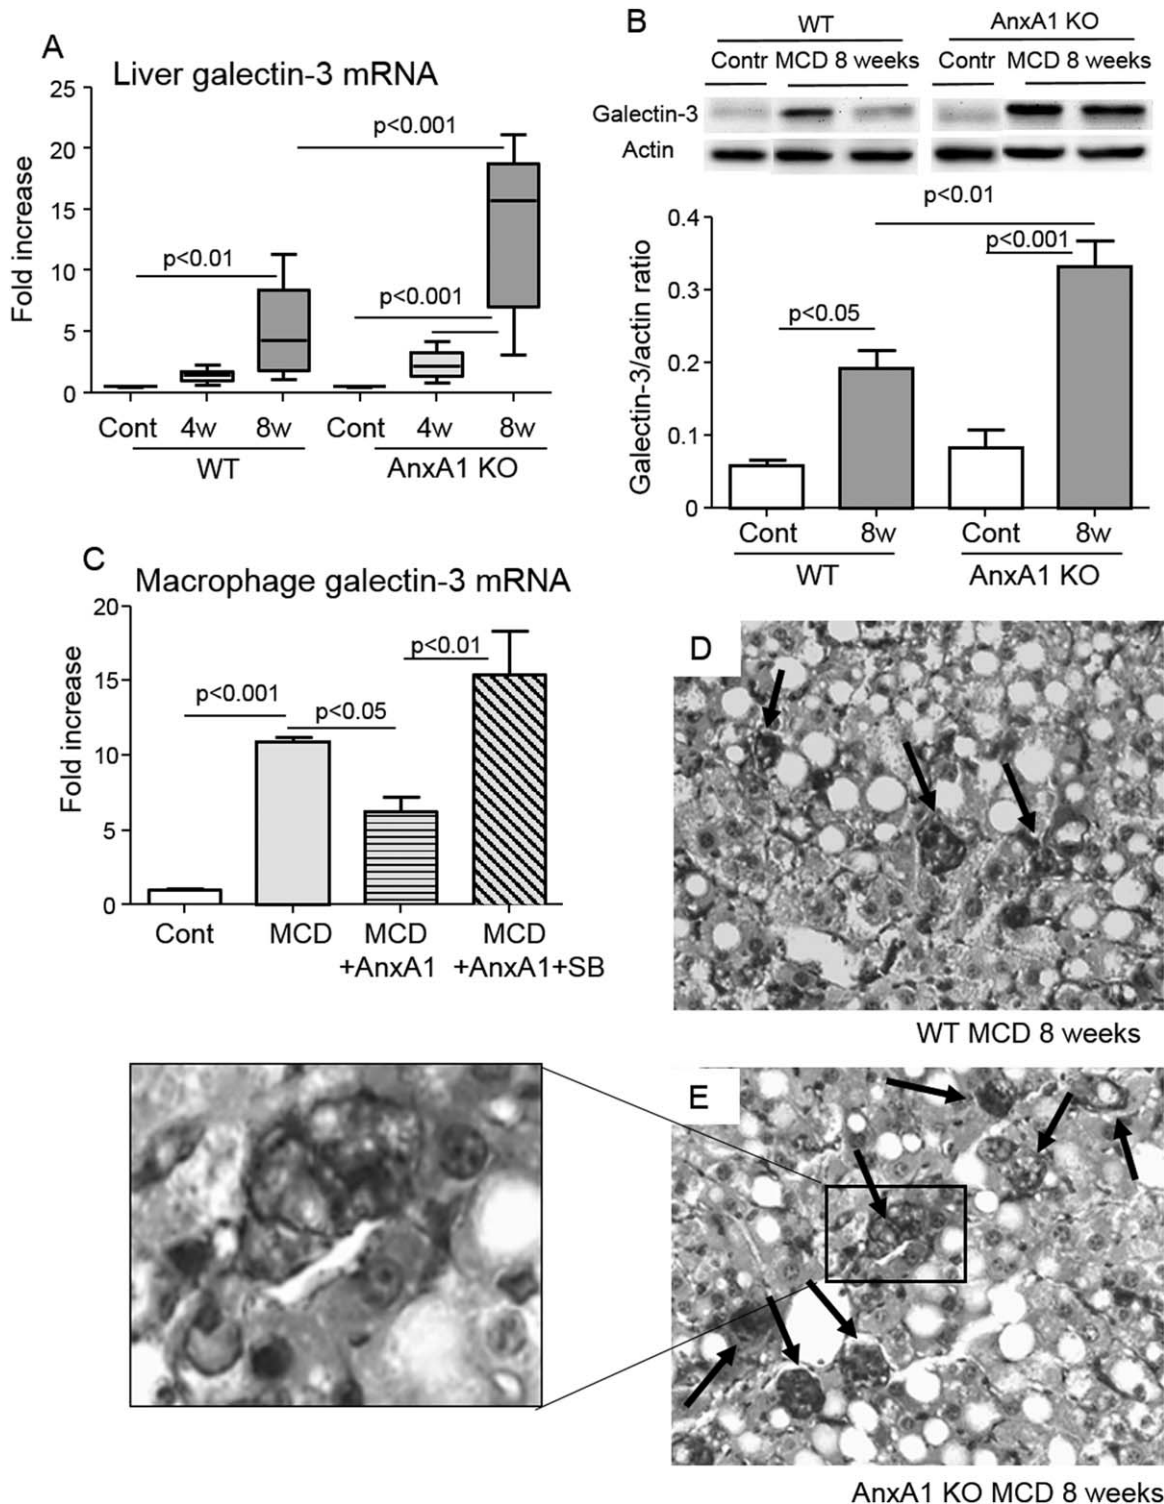 A
Liver galectin-3 mRNA
Fold increase
25
20
15
10
5
0
p<0.001
p<0.01
p<0.001
Cont 4w 8w Cont 4w 8w
WT AnxA1 KO
B
WT AnxA1 KO
Contr MCD 8 weeks Contr MCD 8 weeks
Galectin-3
Actin
Galectin-3/actin ratio
0.4
0.3
0.2
0.1
0
p<0.01
p<0.001
p<0.05
Cont 8w Cont 8w
WT AnxA1 KO
C
Macrophage galectin-3 mRNA
Fold increase
20
15
10
5
0
p<0.01
p<0.001
p<0.05
Cont MCD MCD MCD
+AnxA1 +AnxA1+SB
D
WT MCD 8 weeks
E
AnxA1 KO MCD 8 weeks